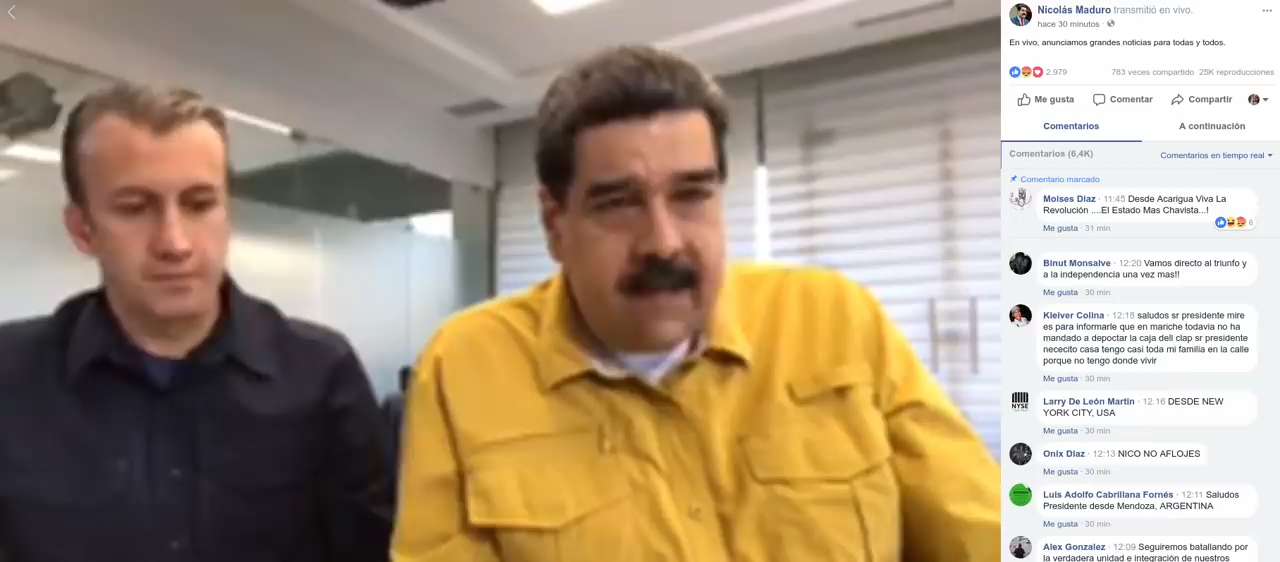 Nicolás Maduro transmitió en vivo.
hace 30 minutos ·
En vivo, anunciamos grandes noticias para todas y todos.
2.979 783 veces compartido 25K reproducciones
Me gusta Comentar Compartir
Comentarios A continuación
Comentarios (6,4K) Comentarios en tiempo real
Comentario marcado
Moises Diaz · 11:45 Desde Acarigua Viva La
Revolución ....El Estado Mas Chavista...!
6
Me gusta · 31 min
Binut Monsalve · 12:20 Vamos directo al triunfo y
a la independencia una vez mas!!
Me gusta · 30 min
Kleiver Colina · 12:18 saludos sr presidente mire
es para informarle que en mariche todavia no ha
mandado a depoctar la caja dell clap sr presidente
nececito casa tengo casi toda mi familia en la calle
porque no tengo donde vivir
Me gusta · 30 min
NYSE
Larry De León Martin · 12:16 DESDE NEW
YORK CITY, USA
Me gusta · 30 min
Onix Diaz · 12:13 NICO NO AFLOJES
Me gusta · 30 min
Luis Adolfo Cabrillana Fornés · 12:11 Saludos
Presidente desde Mendoza, ARGENTINA
Me gusta · 30 min
Alex Gonzalez · 12:09 Seguiremos batallando por
la verdadera unidad e integración de nuestros